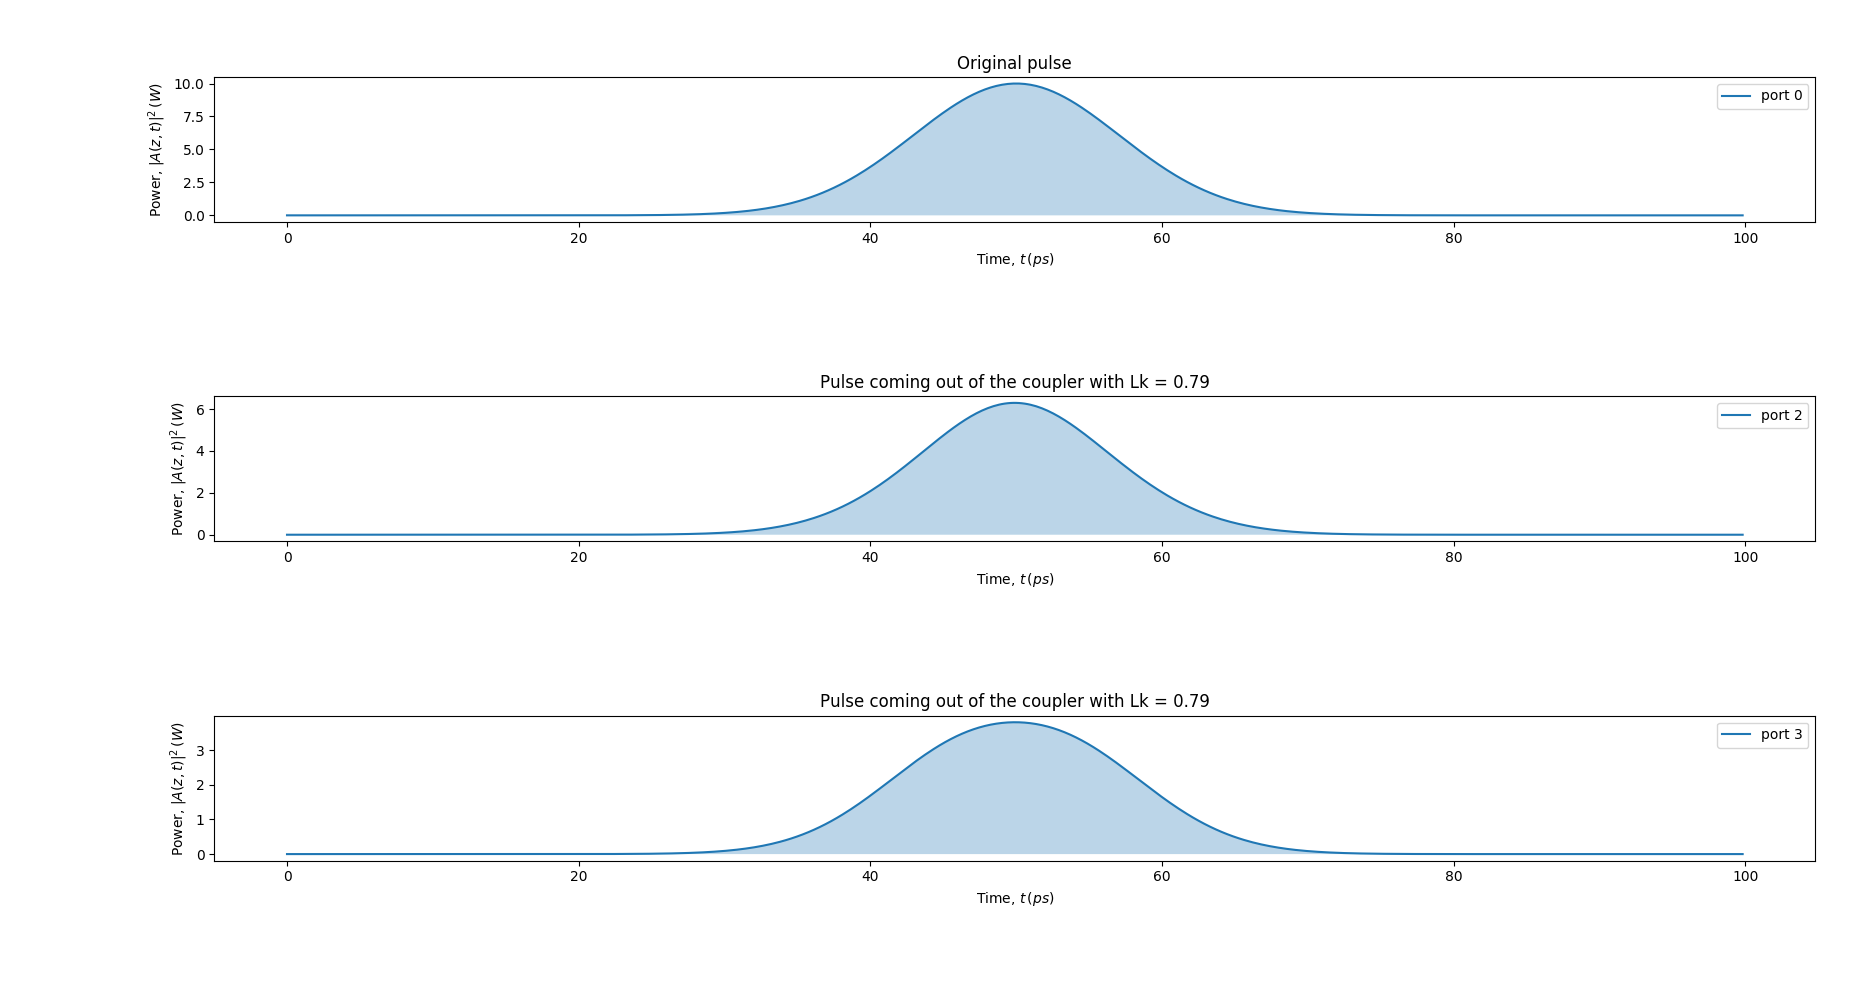 Original pulse
Power, |A(z, t)|² (W)
10.0
7.5
5.0
2.5
0.0
port 0
0 20 40 60 80 100
Time, t (ps)
Pulse coming out of the coupler with Lk = 0.79
Power, |A(z, t)|² (W)
6
4
2
0
port 2
0 20 40 60 80 100
Time, t (ps)
Pulse coming out of the coupler with Lk = 0.79
Power, |A(z, t)|² (W)
3
2
1
0
port 3
0 20 40 60 80 100
Time, t (ps)